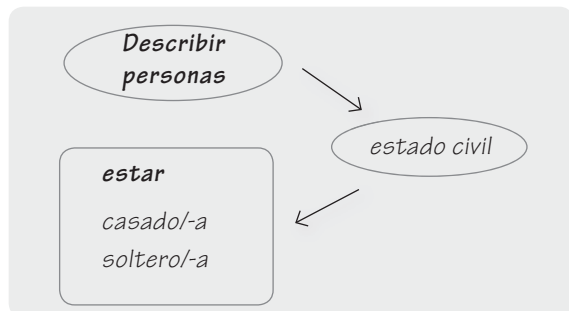 Describir
personas
estado civil
estar
casado/-a
soltero/-a